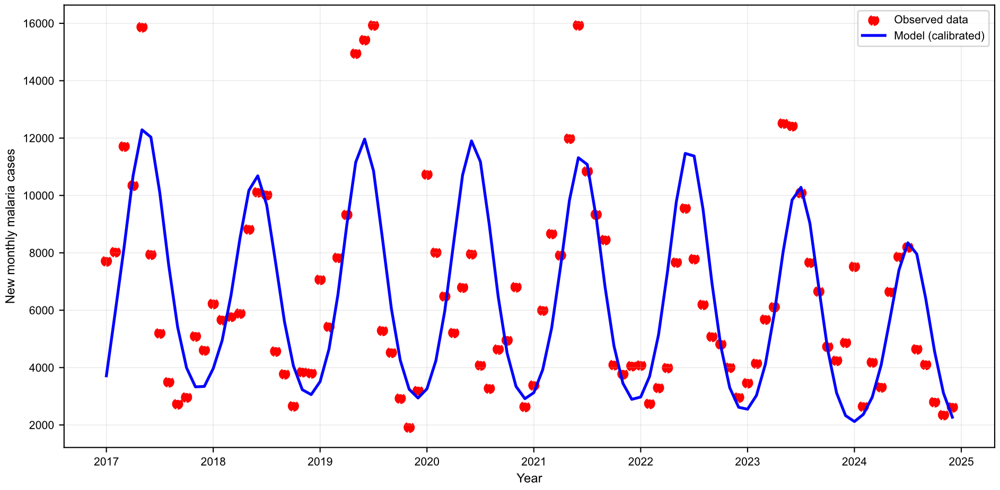 16000
14000
12000
10000
8000
6000
4000
2000
New monthly malaria cases
Observed data
Model (calibrated)
2017 2018 2019 2020 2021 2022 2023 2024 2025
Year